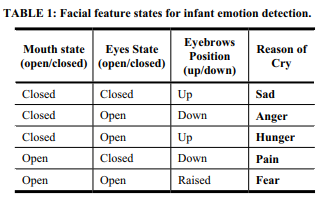 TABLE 1: Facial feature states for infant emotion detection.
Mouth state (open/closed) Eyes State (open/closed) Eyebrows Position (up/down) Reason of Cry
Closed Closed Up Sad
Closed Open Down Anger
Closed Open Up Hunger
Open Closed Down Pain
Open Open Raised Fear